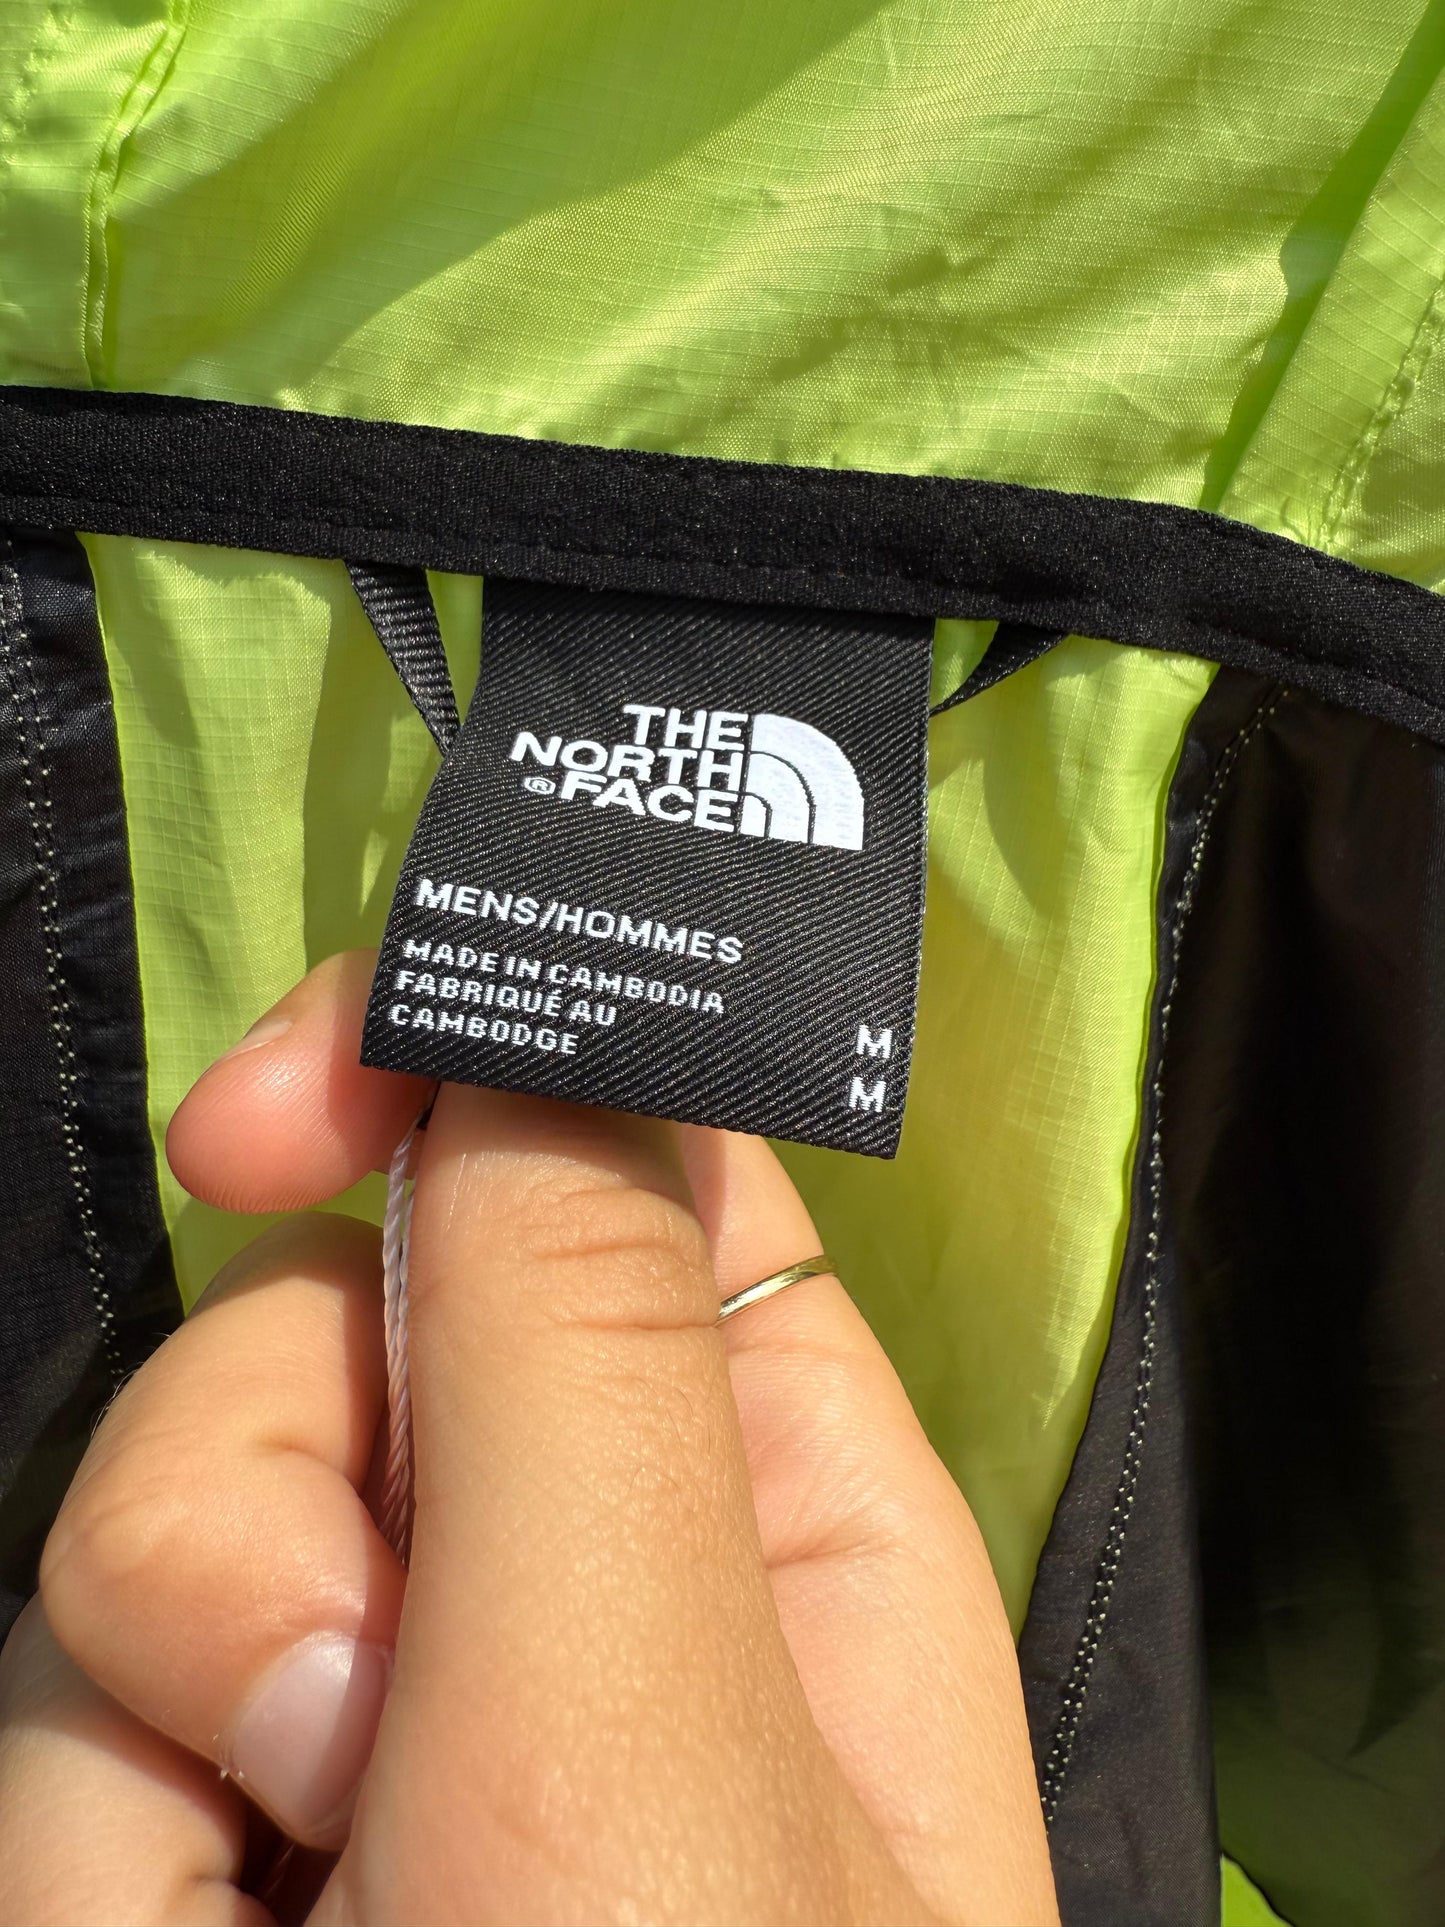 THE
NORTH
®FACE
MENS/HOMMES
MADE IN CAMBODIA
FABRIQUÉ AU
CAMBODGE
M
M